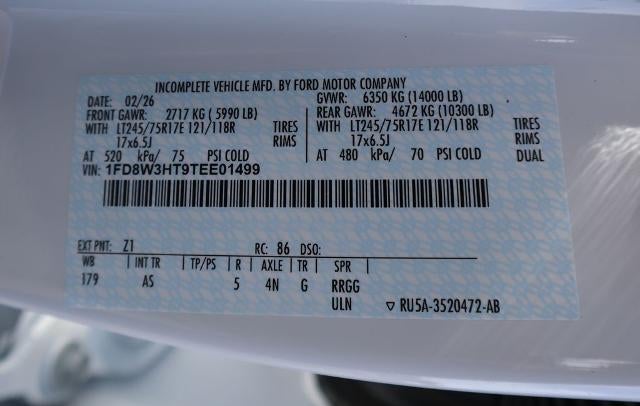 INCOMPLETE VEHICLE MFD. BY FORD MOTOR COMPANY
DATE: 02/26 GVWR: 6350 KG (14000 LB)
FRONT GAWR: 2717 KG (5990 LB) REAR GAWR: 4672 KG (10300 LB)
WITH LT245/75R17E 121/118R TIRES WITH LT245/75R17E 121/118R TIRES
17x6.5J RIMS 17x6.5J RIMS
AT 520 kPa/ 75 PSI COLD AT 480 kPa/ 70 PSI COLD DUAL
VIN: 1FD8W3HT9TEE01499
EXT PNT: Z1 RC: 86 DSO:
WB INT TR TP/PS R AXLE TR SPR
179 AS 5 4N G RRGG
ULN ▽ RU5A-3520472-AB